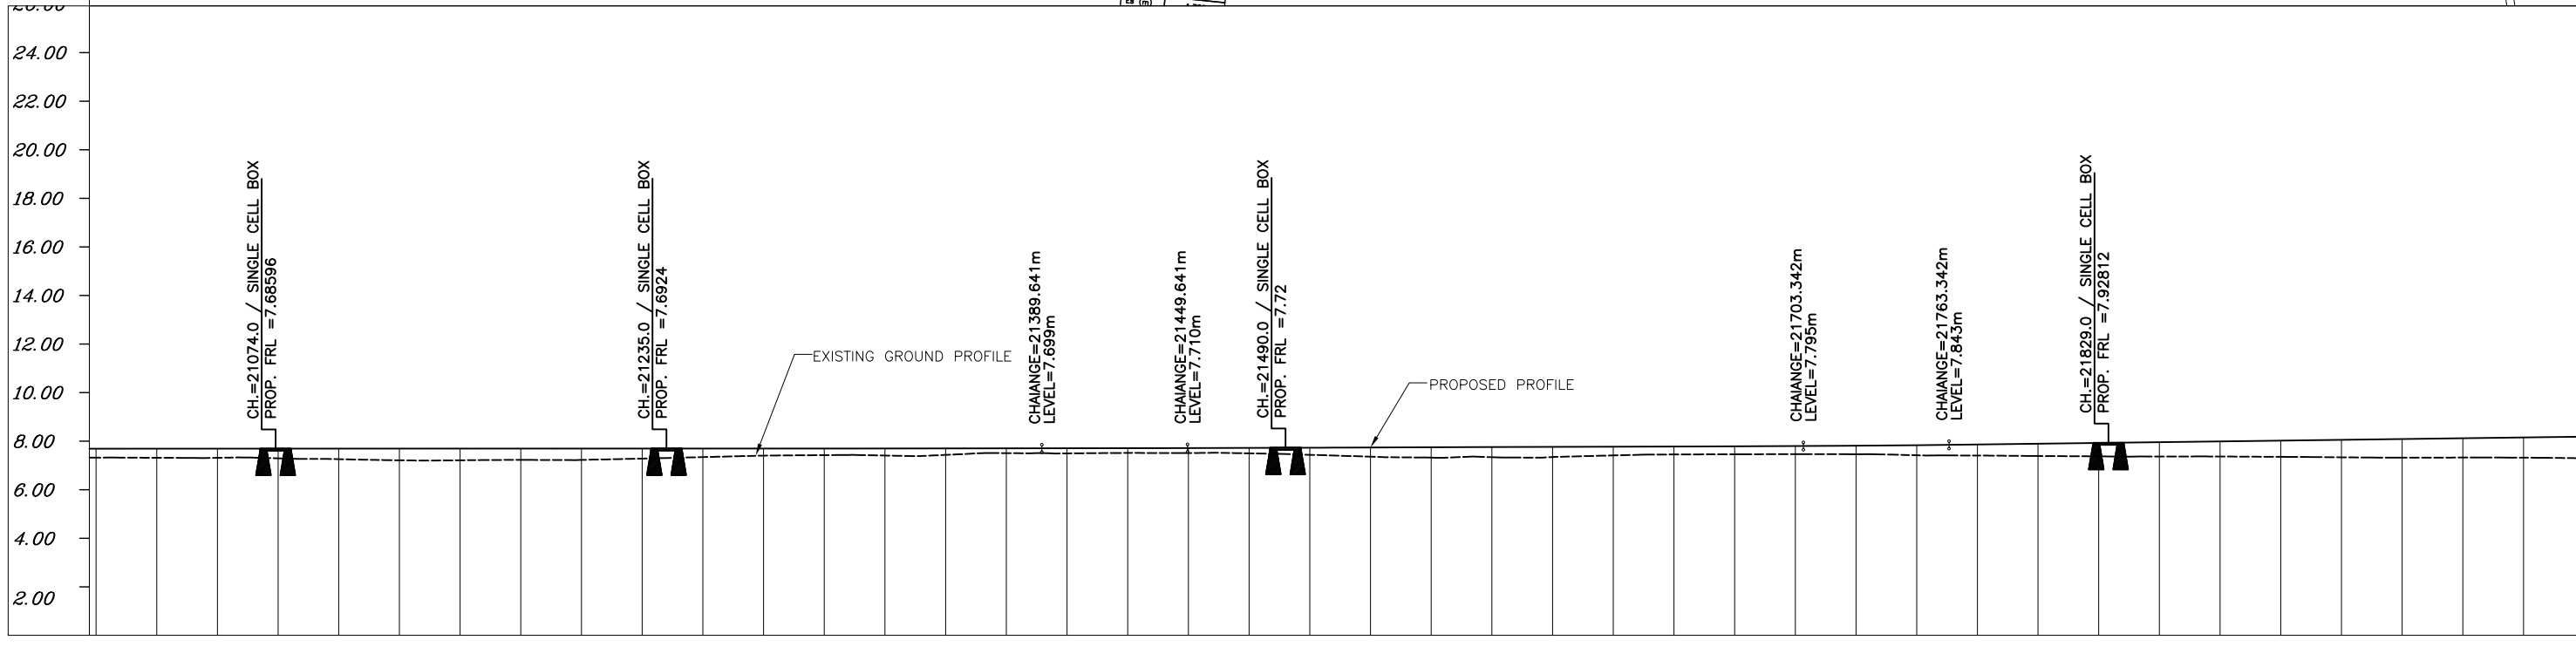 26.00
24.00
22.00
20.00
18.00
16.00
14.00
12.00
10.00
8.00
6.00
4.00
2.00
CH.=21074.0 / SINGLE CELL BOX
PROP. FRL =7.68596
CH.=21235.0 / SINGLE CELL BOX
PROP. FRL =7.6924
EXISTING GROUND PROFILE
CHAIANGE=21389.641m
LEVEL=7.699m
CHAIANGE=21449.641m
LEVEL=7.710m
CH.=21490.0 / SINGLE CELL BOX
PROP. FRL =7.72
PROPOSED PROFILE
CHAIANGE=21703.342m
LEVEL=7.795m
CHAIANGE=21763.342m
LEVEL=7.843m
CH.=21829.0 / SINGLE CELL BOX
PROP. FRL =7.92812